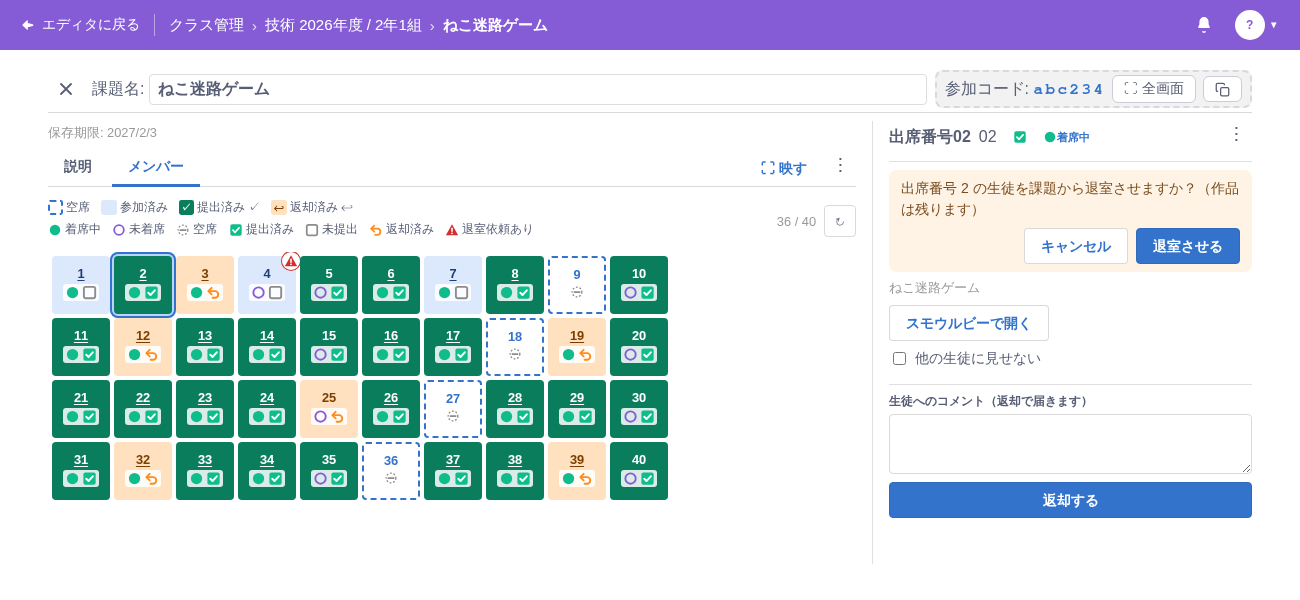 エディタに戻る クラス管理 › 技術 2026年度 / 2年1組 › ねこ迷路ゲーム ? ▾
課題名: ねこ迷路ゲーム 参加コード: abc234 全画面
保存期限: 2027/2/3
説明 メンバー 映す
空席 参加済み 提出済み ✓ 返却済み ↩
着席中 未着席 空席 提出済み 未提出 返却済み 退室依頼あり
36 / 40
1 2 3 4 5 6 7 8 9 10
11 12 13 14 15 16 17 18 19 20
21 22 23 24 25 26 27 28 29 30
31 32 33 34 35 36 37 38 39 40
出席番号02 02 着席中
出席番号 2 の生徒を課題から退室させますか？（作品
は残ります）
キャンセル 退室させる
ねこ迷路ゲーム
スモウルビーで開く
他の生徒に見せない
生徒へのコメント（返却で届きます）
返却する